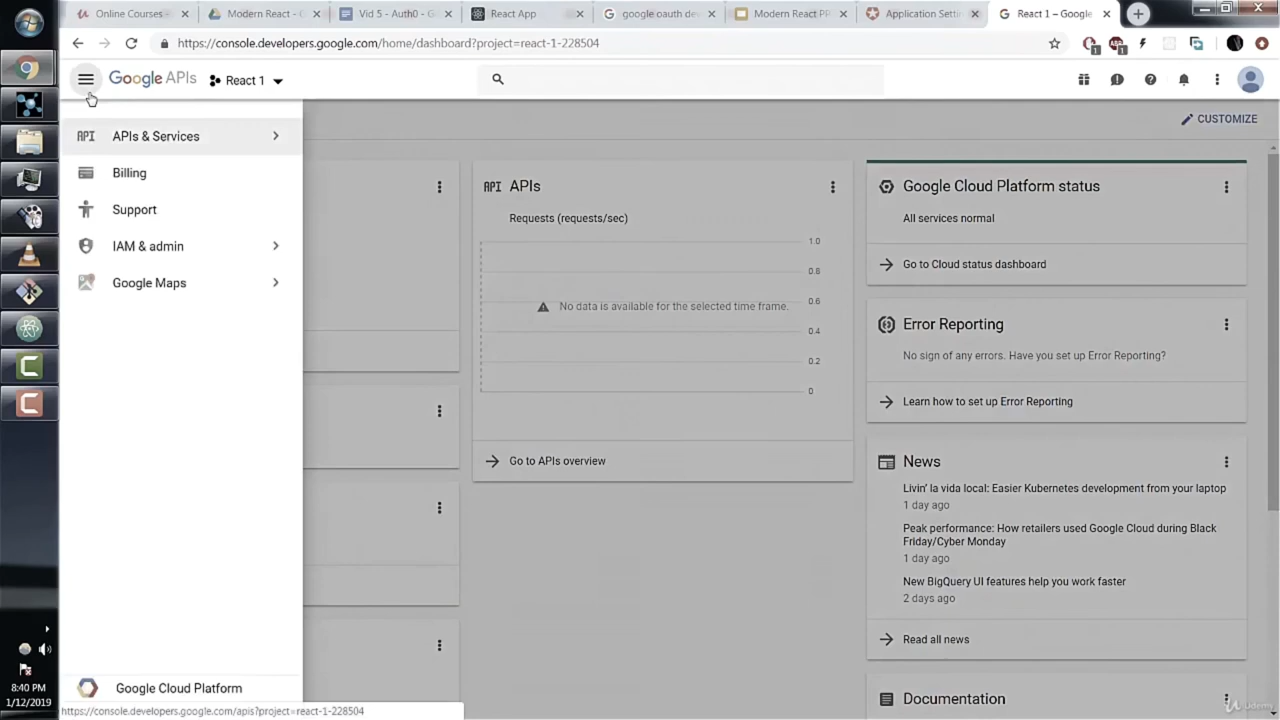 Online Courses -
Modern React - G
Vid 5 - Auth0 - G
React App
google oauth dev
Modern React PP
Application Setti
React 1 – Google
https://console.developers.google.com/home/dashboard?project=react-1-228504
1
1
Google APIs
React 1
CUSTOMIZE
API APIs & Services
Billing
Support
IAM & admin
Google Maps
API APIs
Requests (requests/sec)
1.0
0.8
0.6
No data is available for the selected time frame.
0.4
0.2
0
Go to APIs overview
Google Cloud Platform status
All services normal
Go to Cloud status dashboard
Error Reporting
No sign of any errors. Have you set up Error Reporting?
Learn how to set up Error Reporting
News
Livin' la vida local: Easier Kubernetes development from your laptop
1 day ago
Peak performance: How retailers used Google Cloud during Black
Friday/Cyber Monday
1 day ago
New BigQuery UI features help you work faster
2 days ago
Read all news
Documentation
Google Cloud Platform
https://console.developers.google.com/apis?project=react-1-228504
8:40 PM
1/12/2019
Udemy